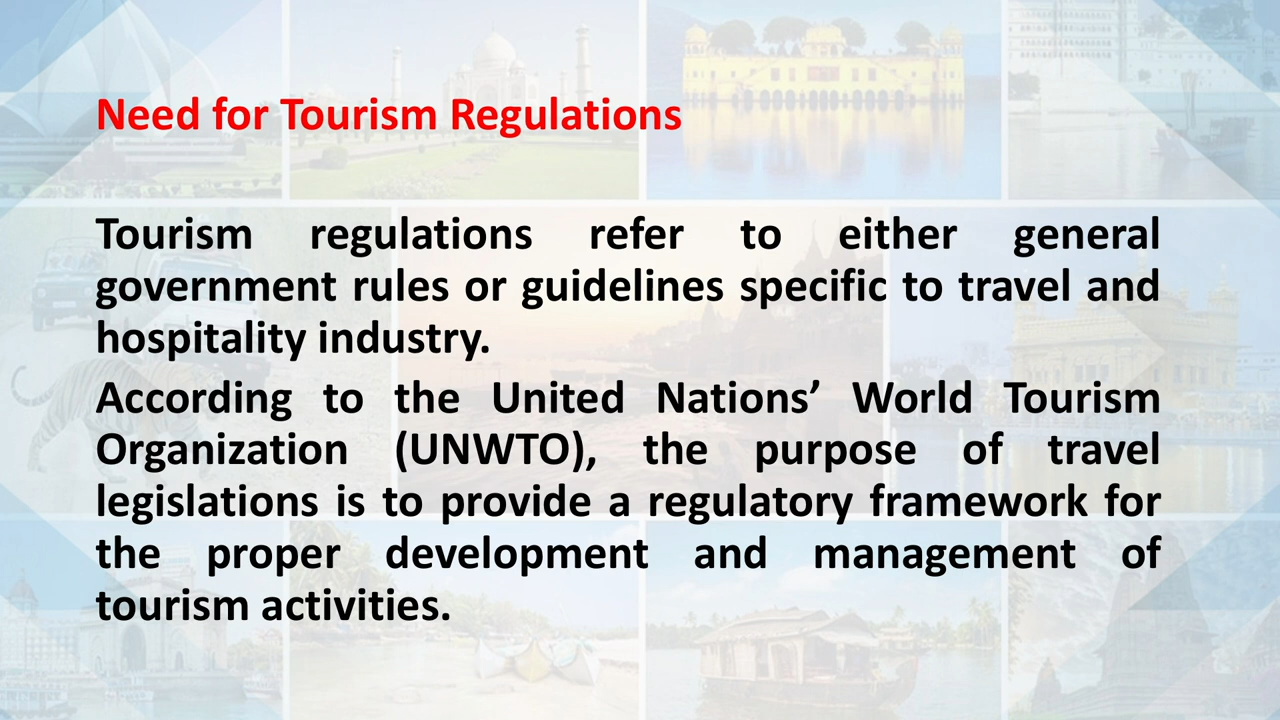 Need for Tourism Regulations
Tourism regulations refer to either general
government rules or guidelines specific to travel and
hospitality industry.
According to the United Nations’ World Tourism
Organization (UNWTO), the purpose of travel
legislations is to provide a regulatory framework for
the proper development and management of
tourism activities.